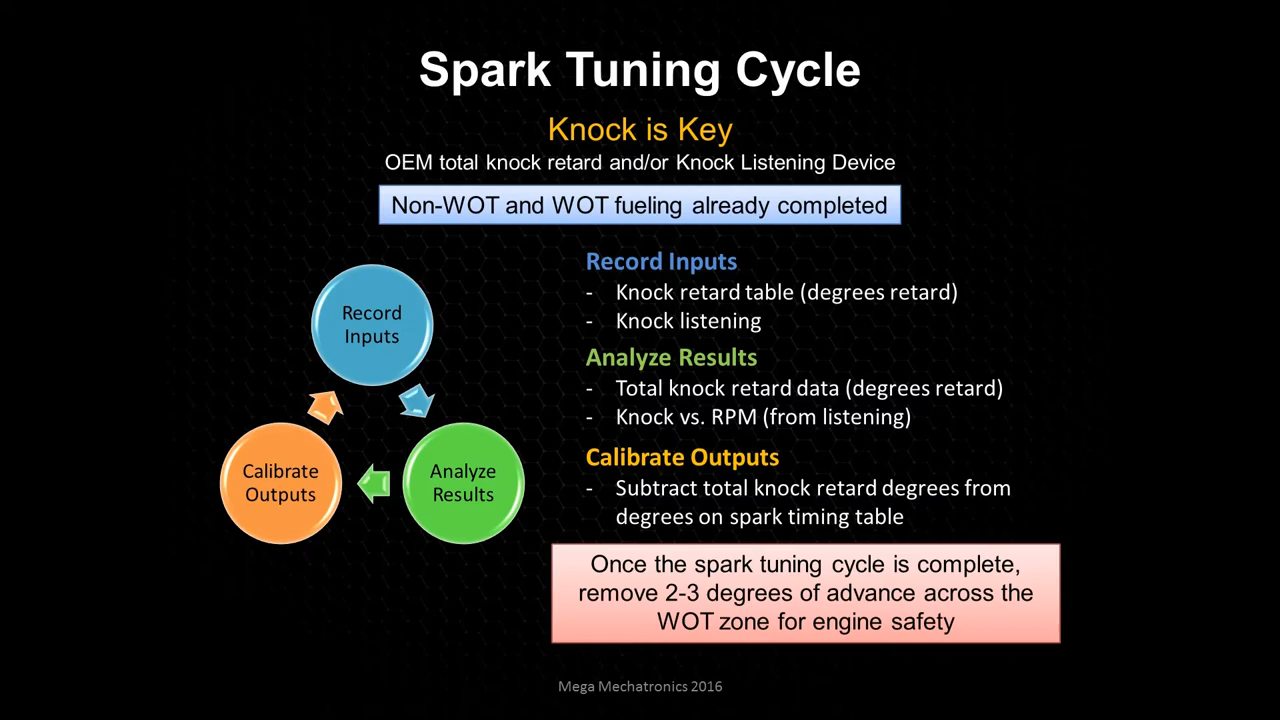 Spark Tuning Cycle
Knock is Key
OEM total knock retard and/or Knock Listening Device
Non-WOT and WOT fueling already completed
Record
Inputs
Analyze
Results
Calibrate
Outputs
Record Inputs
- Knock retard table (degrees retard)
- Knock listening
Analyze Results
- Total knock retard data (degrees retard)
- Knock vs. RPM (from listening)
Calibrate Outputs
- Subtract total knock retard degrees from
degrees on spark timing table
Once the spark tuning cycle is complete,
remove 2-3 degrees of advance across the
WOT zone for engine safety
Mega Mechatronics 2016